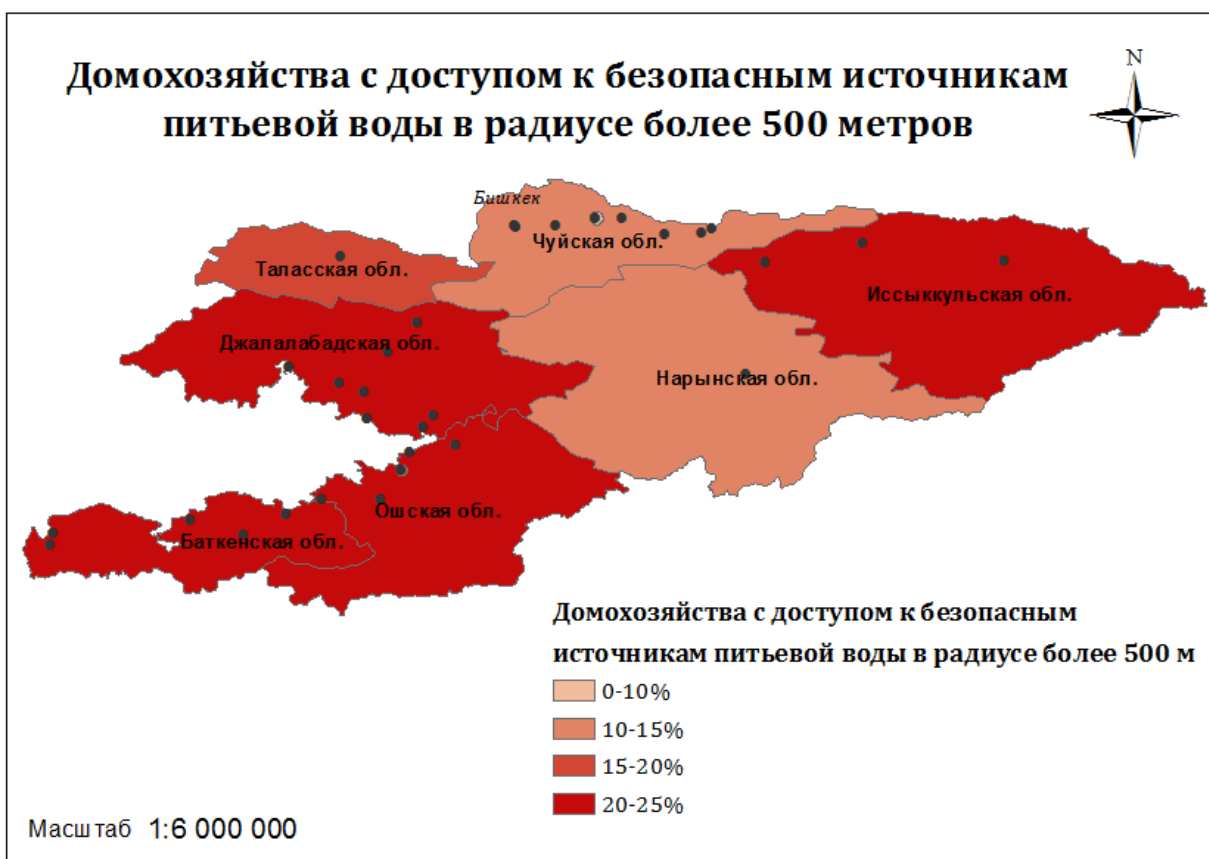 Домохозяйства с доступом к безопасным источникам
питьевой воды в радиусе более 500 метров
N
Бишкек
Чуйская обл.
Таласская обл.
Иссыккульская обл.
Джалалабадская обл.
Нарынская обл.
Ошская обл.
Баткенская обл.
Домохозяйства с доступом к безопасным
источникам питьевой воды в радиусе более 500 м
0-10%
10-15%
15-20%
20-25%
Масштаб 1:6 000 000